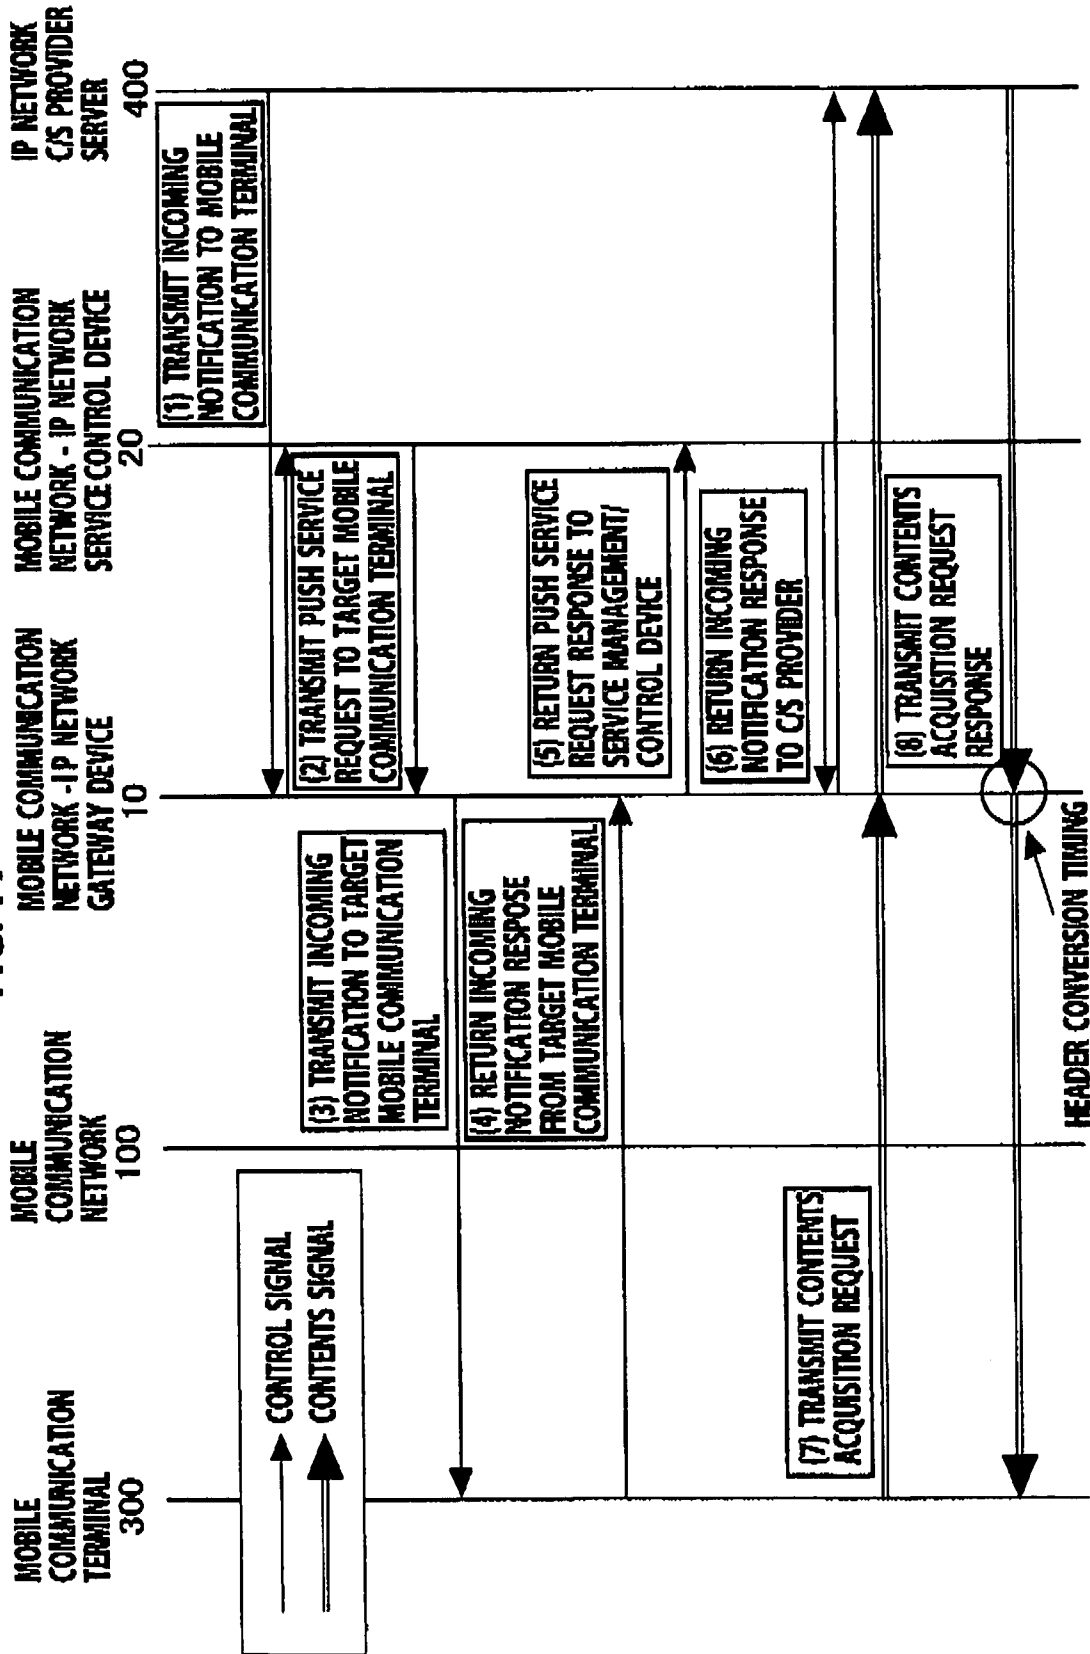 MOBILE
COMMUNICATION
TERMINAL
300
MOBILE
COMMUNICATION
NETWORK
100
MOBILE COMMUNICATION
NETWORK - IP NETWORK
GATEWAY DEVICE
10
MOBILE COMMUNICATION
NETWORK - IP NETWORK
SERVICE CONTROL DEVICE
20
IP NETWORK
C/S PROVIDER
SERVER
400
CONTROL SIGNAL
CONTENTS SIGNAL
(1) TRANSMIT INCOMING
NOTIFICATION TO MOBILE
COMMUNICATION TERMINAL
(2) TRANSMIT PUSH SERVICE
REQUEST TO TARGET MOBILE
COMMUNICATION TERMINAL
(3) TRANSMIT INCOMING
NOTIFICATION TO TARGET
MOBILE COMMUNICATION
TERMINAL
(4) RETURN INCOMING
NOTIFICATION RESPOSE
FROM TARGET MOBILE
COMMUNICATION TERMINAL
(5) RETURN PUSH SERVICE
REQUEST RESPONSE TO
SERVICE MANAGEMENT/
CONTROL DEVICE
(6) RETURN INCOMING
NOTIFICATION RESPONSE
TO C/S PROVIDER
(7) TRANSMIT CONTENTS
ACQUISITION REQUEST
(8) TRANSMIT CONTENTS
ACQUISITION REQUEST
RESPONSE
HEADER CONVERSION TIMING